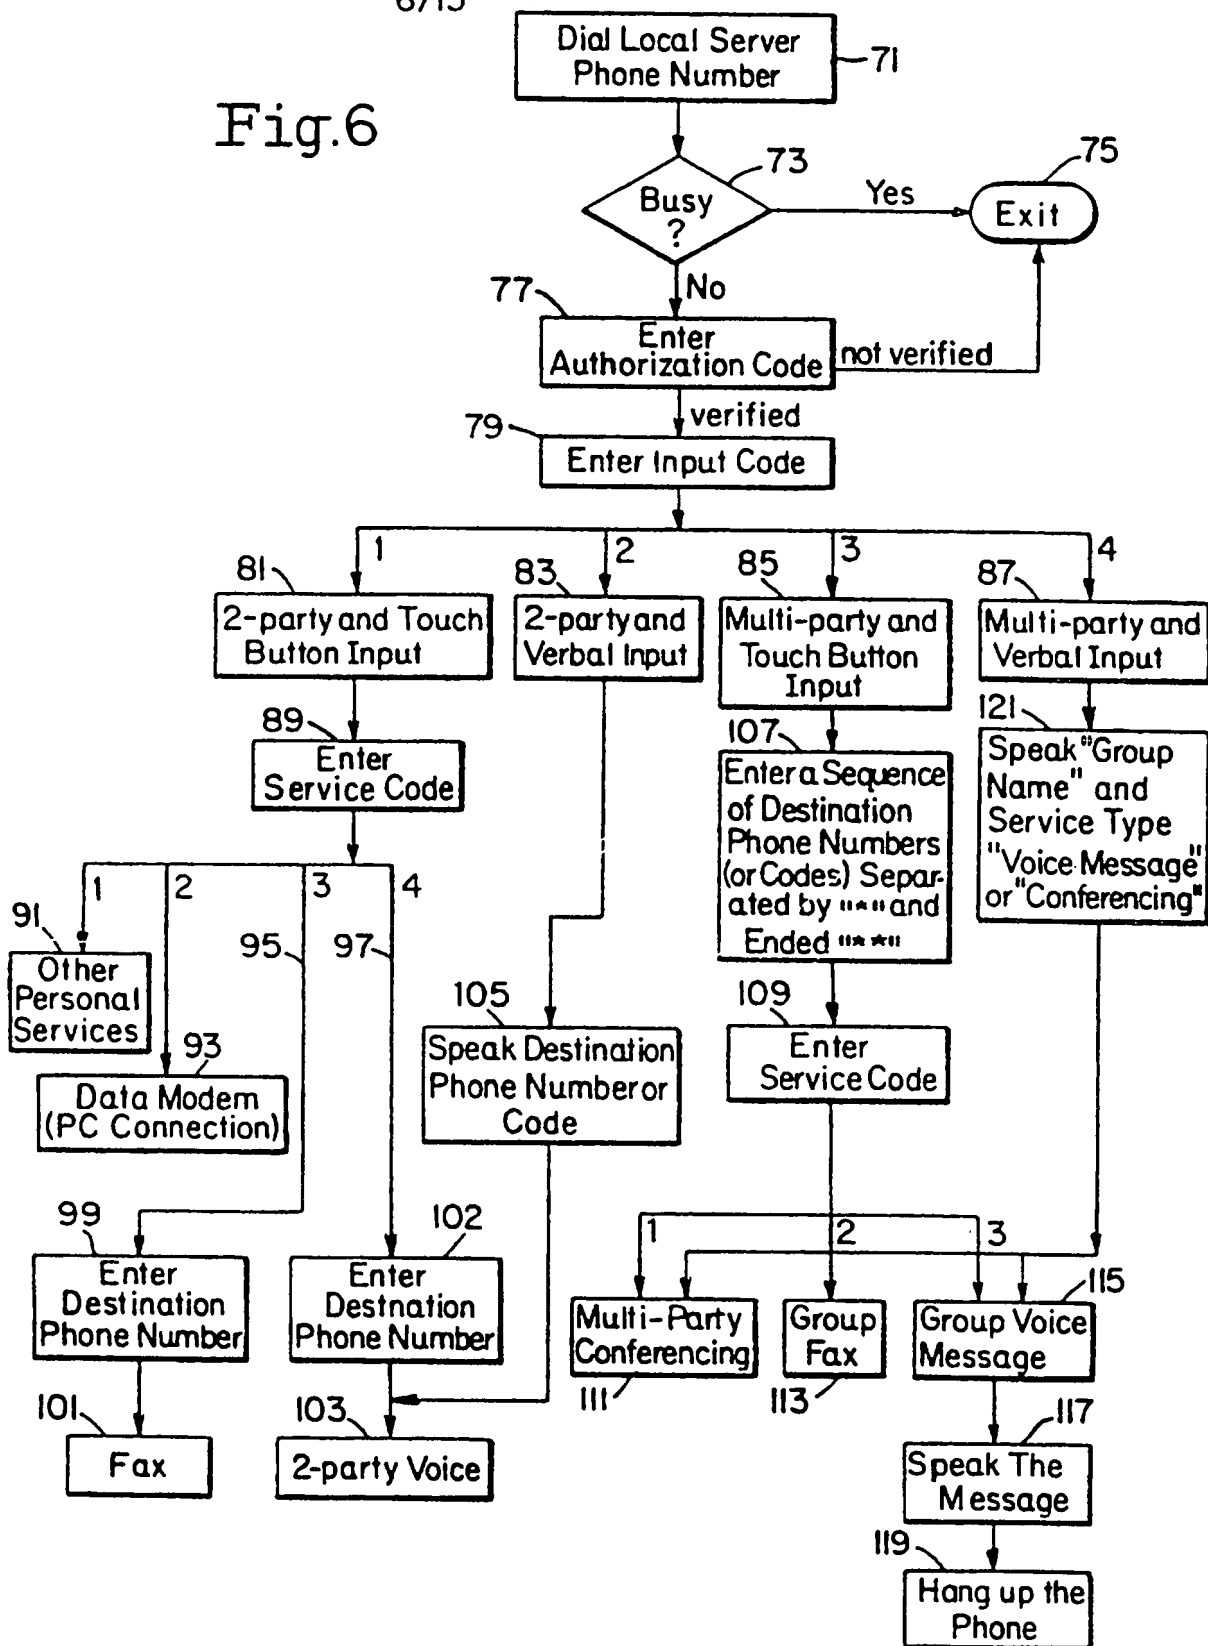 6/15
Dial Local Server
Phone Number
71
Fig.6
73
75
Busy
?
Yes
Exit
No
77
Enter
Authorization Code
not verified
verified
79
Enter Input Code
1
2
3
4
81
2-party and Touch
Button Input
83
2-party and
Verbal Input
85
Multi-party and
Touch Button
Input
87
Multi-party and
Verbal Input
89
Enter
Service Code
107
Enter a Sequence
of Destination
Phone Numbers
(or Codes) Separ-
ated by "*" and
Ended "**"
121
Speak "Group
Name" and
Service Type
"Voice Message"
or "Conferencing"
1
2
3
4
91
Other
Personal
Services
95
97
93
Data Modem
(PC Connection)
105
Speak Destination
Phone Number or
Code
109
Enter
Service Code
99
Enter
Destination
Phone Number
102
Enter
Destnation
Phone Number
1
2
3
Multi-Party
Conferencing
111
Group
Fax
113
115
Group Voice
Message
101
Fax
103
2-party Voice
117
Speak The
Message
119
Hang up the
Phone